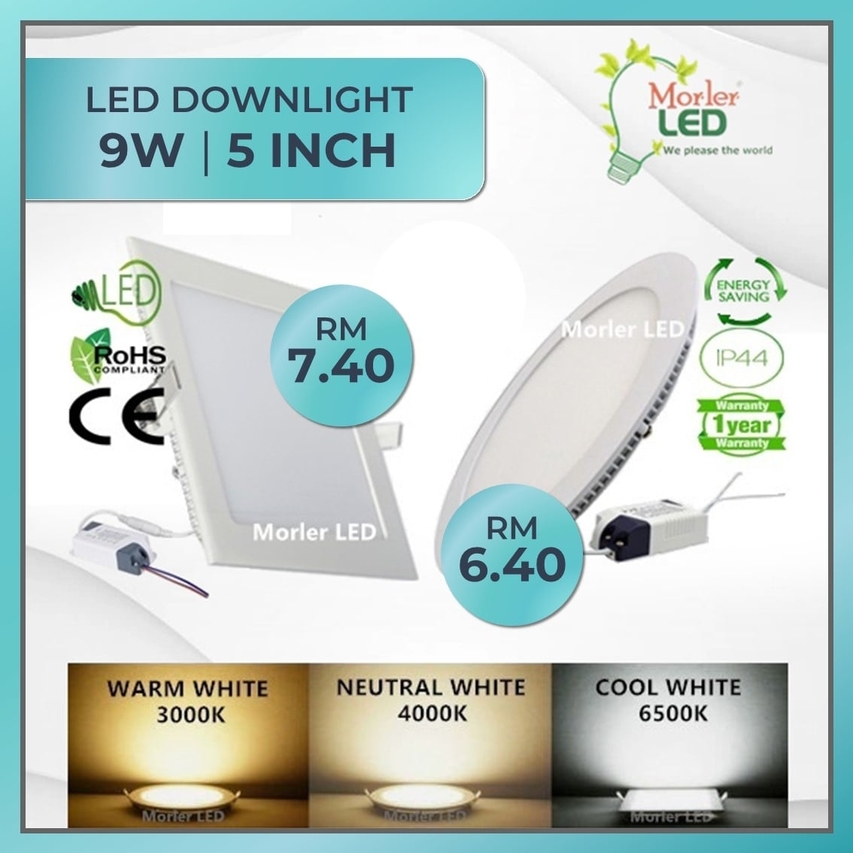 LED DOWNLIGHT
9W | 5 INCH
Morler
LED
We please the world
LED
RoHS
COMPLIANT
CE
RM
7.40
Morler LED
Morler LED
ENERGY
SAVING
IP44
Warranty
1 year
Warranty
RM
6.40
WARM WHITE
3000K
NEUTRAL WHITE
4000K
COOL WHITE
6500K
Morler LED
Morler LED
Morler LED